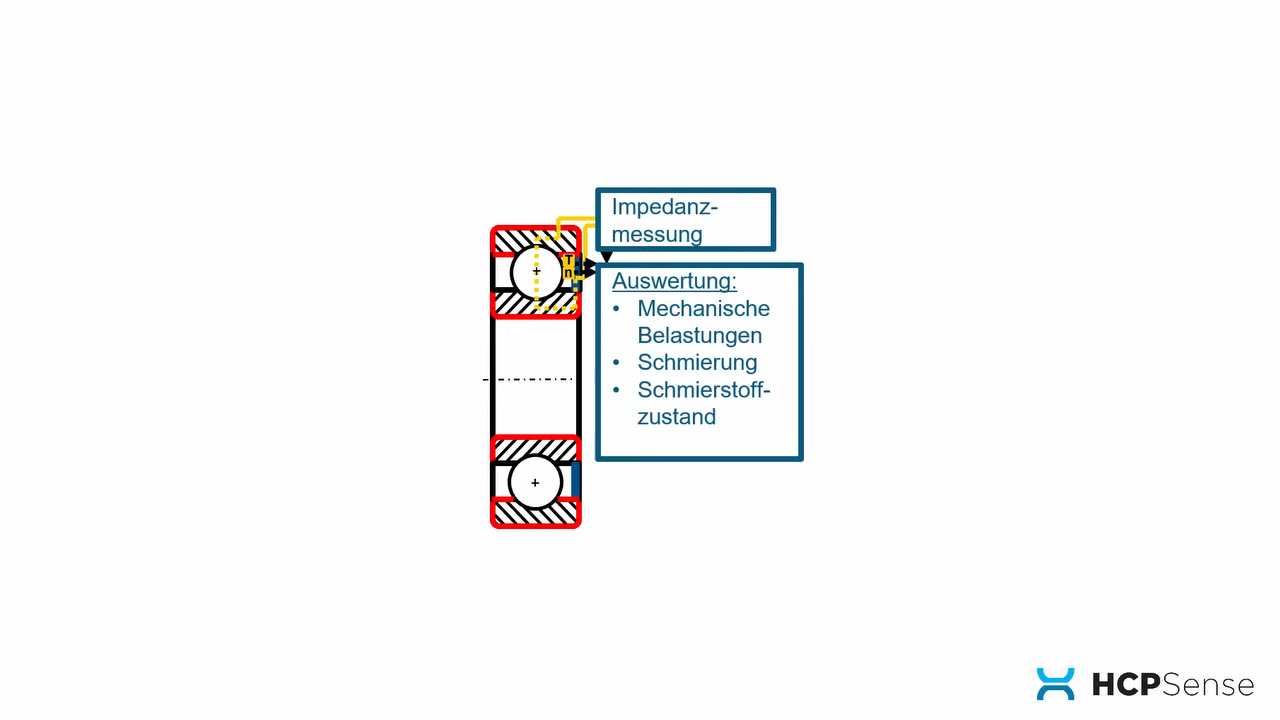 Impedanz-
messung
T
n
Auswertung:
• Mechanische
Belastungen
• Schmierung
• Schmierstoff-
zustand
HCPSense